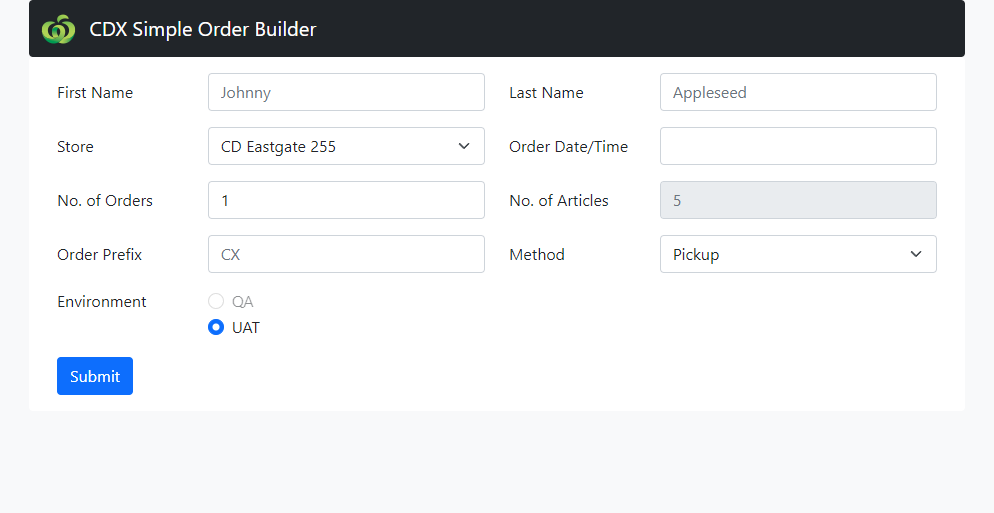 CDX Simple Order Builder
First Name Johnny Last Name Appleseed
Store CD Eastgate 255 Order Date/Time
No. of Orders 1 No. of Articles 5
Order Prefix CX Method Pickup
Environment QA
UAT
Submit